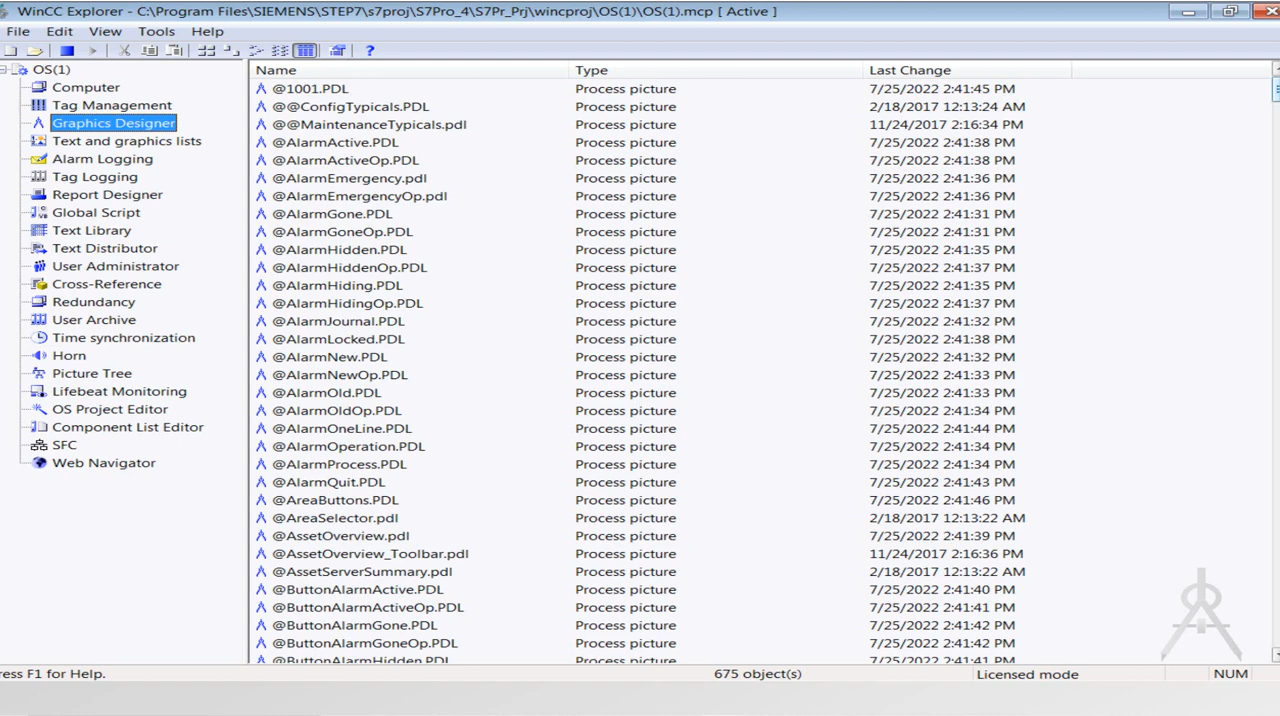 WinCC Explorer - C:\Program Files\SIEMENS\STEP7\s7proj\S7Pro_4\S7Pr_Prj\wincproj\OS(1)\OS(1).mcp [ Active ]
File Edit View Tools Help
OS(1)
Computer
Tag Management
Graphics Designer
Text and graphics lists
Alarm Logging
Tag Logging
Report Designer
Global Script
Text Library
Text Distributor
User Administrator
Cross-Reference
Redundancy
User Archive
Time synchronization
Horn
Picture Tree
Lifebeat Monitoring
OS Project Editor
Component List Editor
SFC
Web Navigator
Name Type Last Change
@1001.PDL Process picture 7/25/2022 2:41:45 PM
@@ConfigTypicals.PDL Process picture 2/18/2017 12:13:24 AM
@@MaintenanceTypicals.pdl Process picture 11/24/2017 2:16:34 PM
@AlarmActive.PDL Process picture 7/25/2022 2:41:38 PM
@AlarmActiveOp.PDL Process picture 7/25/2022 2:41:38 PM
@AlarmEmergency.pdl Process picture 7/25/2022 2:41:36 PM
@AlarmEmergencyOp.pdl Process picture 7/25/2022 2:41:36 PM
@AlarmGone.PDL Process picture 7/25/2022 2:41:31 PM
@AlarmGoneOp.PDL Process picture 7/25/2022 2:41:31 PM
@AlarmHidden.PDL Process picture 7/25/2022 2:41:35 PM
@AlarmHiddenOp.PDL Process picture 7/25/2022 2:41:37 PM
@AlarmHiding.PDL Process picture 7/25/2022 2:41:35 PM
@AlarmHidingOp.PDL Process picture 7/25/2022 2:41:37 PM
@AlarmJournal.PDL Process picture 7/25/2022 2:41:32 PM
@AlarmLocked.PDL Process picture 7/25/2022 2:41:38 PM
@AlarmNew.PDL Process picture 7/25/2022 2:41:32 PM
@AlarmNewOp.PDL Process picture 7/25/2022 2:41:33 PM
@AlarmOld.PDL Process picture 7/25/2022 2:41:33 PM
@AlarmOldOp.PDL Process picture 7/25/2022 2:41:34 PM
@AlarmOneLine.PDL Process picture 7/25/2022 2:41:44 PM
@AlarmOperation.PDL Process picture 7/25/2022 2:41:34 PM
@AlarmProcess.PDL Process picture 7/25/2022 2:41:34 PM
@AlarmQuit.PDL Process picture 7/25/2022 2:41:43 PM
@AreaButtons.PDL Process picture 7/25/2022 2:41:46 PM
@AreaSelector.pdl Process picture 2/18/2017 12:13:22 AM
@AssetOverview.pdl Process picture 7/25/2022 2:41:39 PM
@AssetOverview_Toolbar.pdl Process picture 11/24/2017 2:16:36 PM
@AssetServerSummary.pdl Process picture 2/18/2017 12:13:22 AM
@ButtonAlarmActive.PDL Process picture 7/25/2022 2:41:40 PM
@ButtonAlarmActiveOp.PDL Process picture 7/25/2022 2:41:41 PM
@ButtonAlarmGone.PDL Process picture 7/25/2022 2:41:42 PM
@ButtonAlarmGoneOp.PDL Process picture 7/25/2022 2:41:42 PM
@ButtonAlarmHidden.PDL Process picture 7/25/2022 2:41:41 PM
ress F1 for Help. 675 object(s) Licensed mode NUM